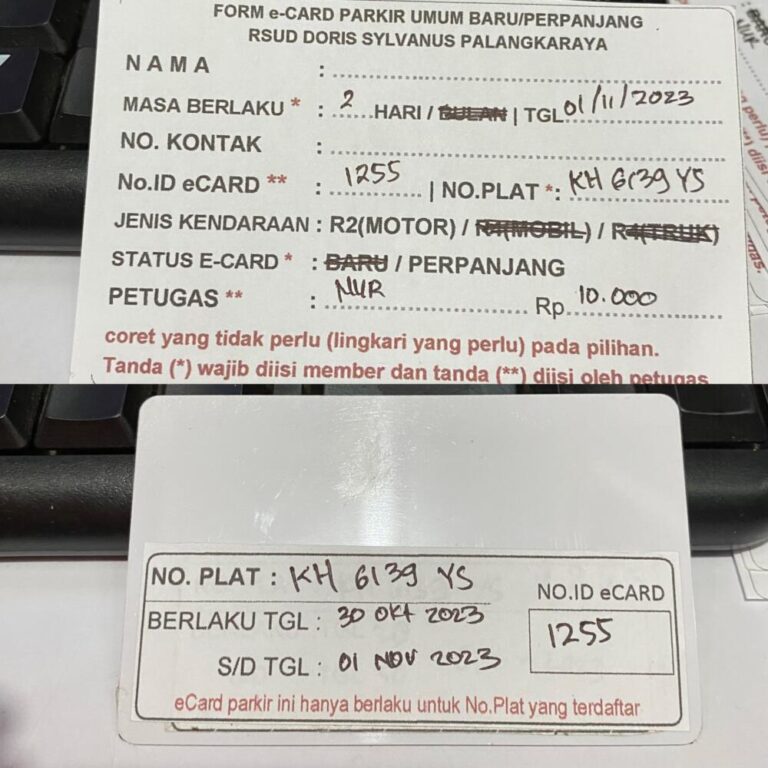 FORM e-CARD PARKIR UMUM BARU/PERPANJANG
RSUD DORIS SYLVANUS PALANGKARAYA
N A M A :
MASA BERLAKU * : 2 HARI / BULAN | TGL 01/11/2023
NO. KONTAK :
No.ID eCARD ** : 1255 | NO.PLAT *: KH 6139 YS
JENIS KENDARAAN : R2(MOTOR) / R4(MOBIL) / R4(TRUK)
STATUS E-CARD * : BARU / PERPANJANG
PETUGAS ** : NUR Rp. 10.000
coret yang tidak perlu (lingkari yang perlu) pada pilihan.
Tanda (*) wajib diisi member dan tanda (**) diisi oleh petugas
NO. PLAT : KH 6139 YS
BERLAKU TGL : 30 OKT 2023
S/D TGL : 01 NOV 2023
NO.ID eCARD
1255
eCard parkir ini hanya berlaku untuk No.Plat yang terdaftar